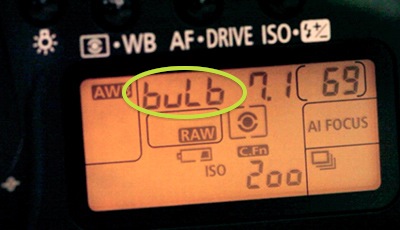 WB AF•DRIVE ISO•
AWB buLb 7.1 [69]
RAW AI FOCUS
C.Fn
ISO 200